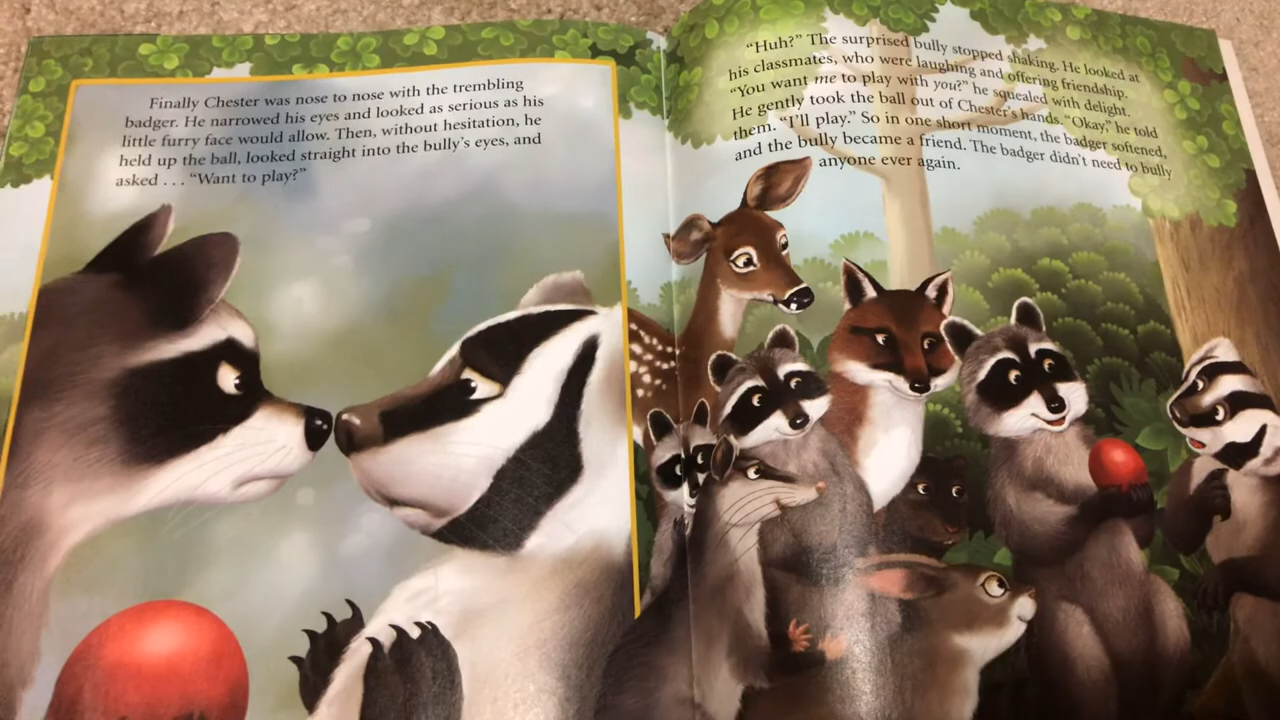 Finally Chester was nose to nose with the trembling
badger. He narrowed his eyes and looked as serious as his
little furry face would allow. Then, without hesitation, he
held up the ball, looked straight into the bully's eyes, and
asked . . . “Want to play?”
“Huh?” The surprised bully stopped shaking. He looked at
his classmates, who were laughing and offering friendship.
“You want me to play with you?” he squealed with delight.
He gently took the ball out of Chester's hands. “Okay,” he told
them. “I'll play.” So in one short moment, the badger softened,
and the bully became a friend. The badger didn't need to bully
anyone ever again.